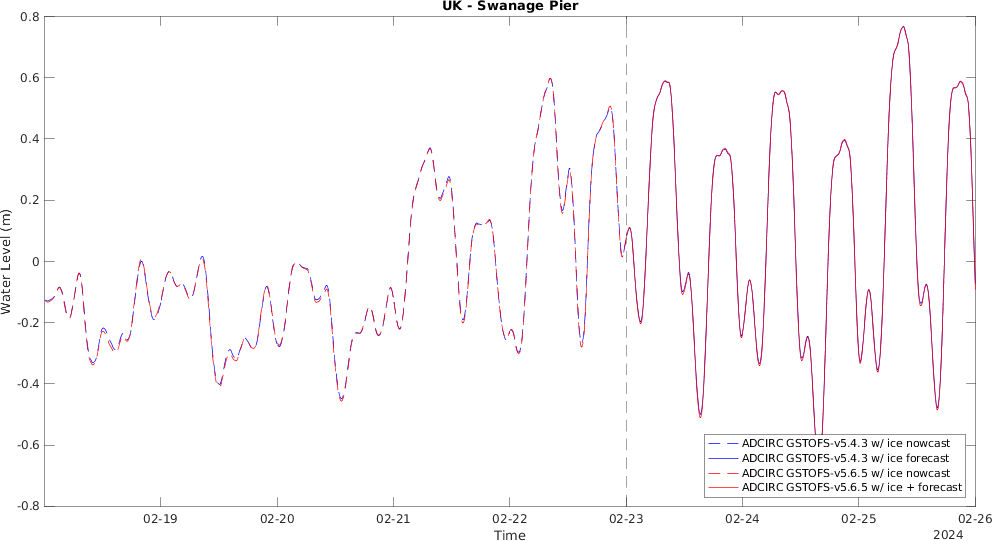 UK - Swanage Pier
0.8
0.6
0.4
0.2
0
-0.2
-0.4
-0.6
-0.8
Water Level (m)
ADCIRC GSTOFS-v5.4.3 w/ ice nowcast
ADCIRC GSTOFS-v5.4.3 w/ ice forecast
ADCIRC GSTOFS-v5.6.5 w/ ice nowcast
ADCIRC GSTOFS-v5.6.5 w/ ice + forecast
02-19 02-20 02-21 02-22 02-23 02-24 02-25 02-26
Time
2024